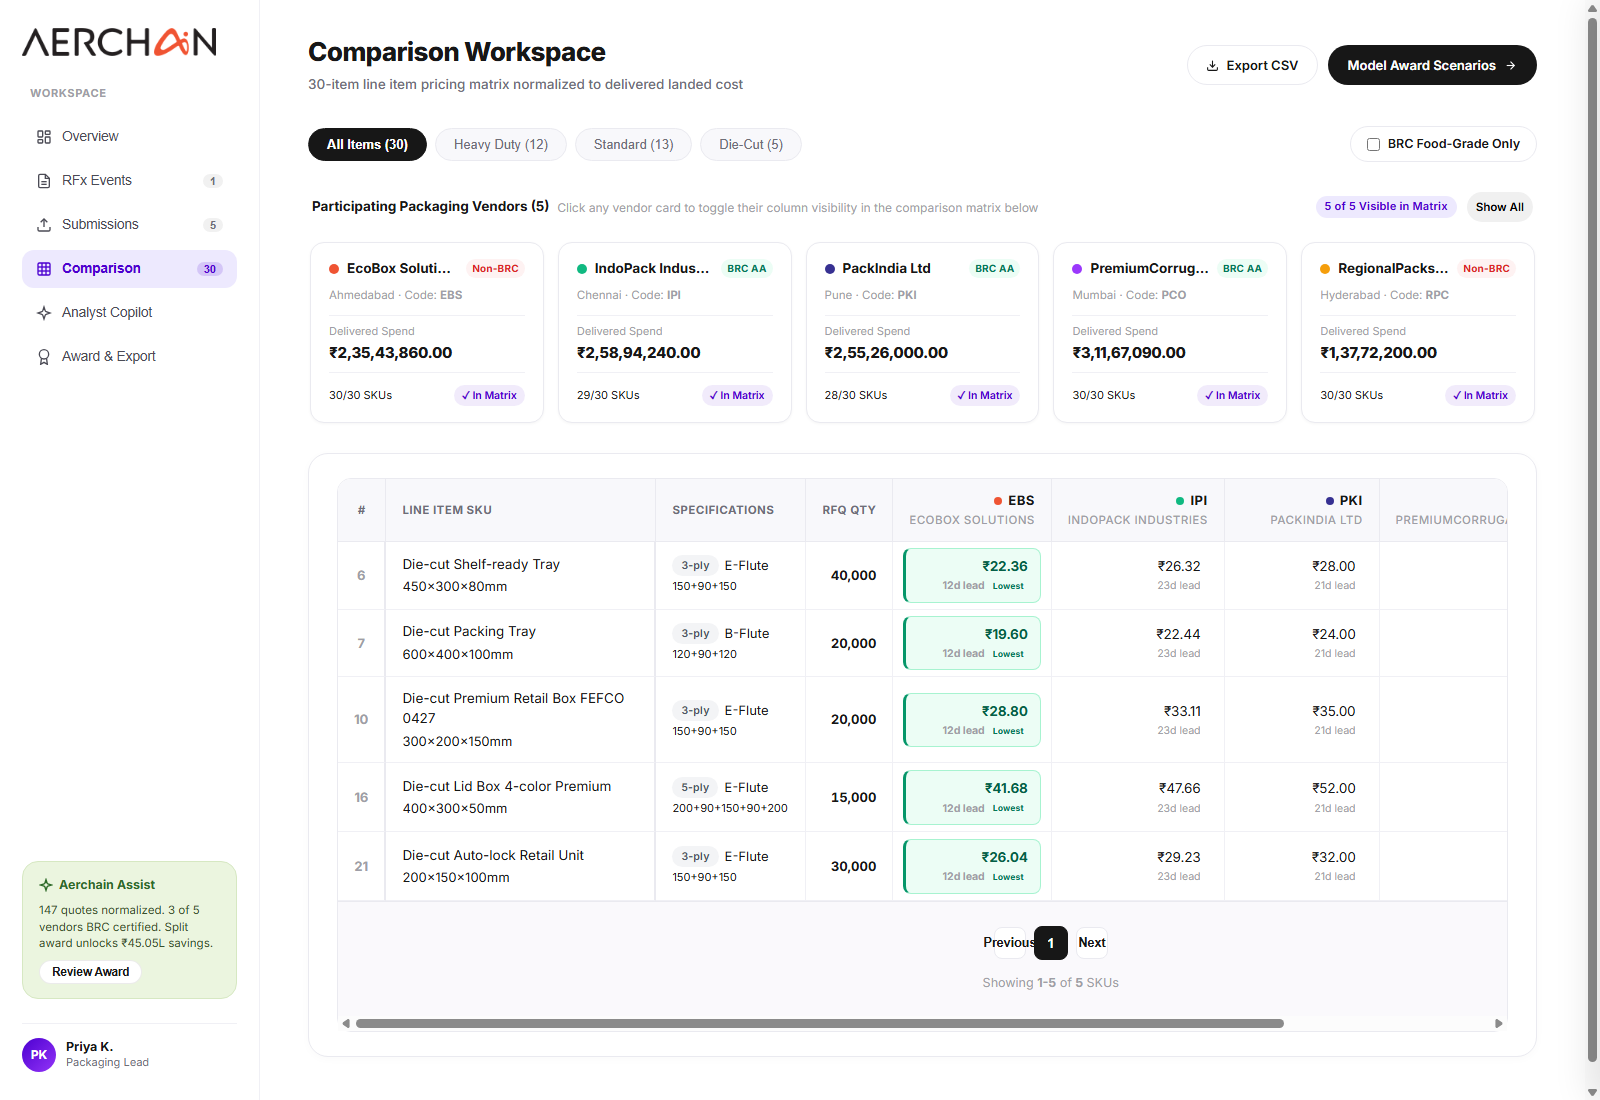 AERCHAIN
WORKSPACE
Overview
RFx Events 1
Submissions 5
Comparison 30
Analyst Copilot
Award & Export
Aerchain Assist
147 quotes normalized. 3 of 5
vendors BRC certified. Split
award unlocks ₹45.05L savings.
Review Award
PK
Priya K.
Packaging Lead
Comparison Workspace
30-item line item pricing matrix normalized to delivered landed cost
Export CSV
Model Award Scenarios →
All Items (30)
Heavy Duty (12)
Standard (13)
Die-Cut (5)
BRC Food-Grade Only
Participating Packaging Vendors (5) Click any vendor card to toggle their column visibility in the comparison matrix below
5 of 5 Visible in Matrix
Show All
EcoBox Soluti... Non-BRC
Ahmedabad · Code: EBS
Delivered Spend
₹2,35,43,860.00
30/30 SKUs ✓ In Matrix
IndoPack Indus... BRC AA
Chennai · Code: IPI
Delivered Spend
₹2,58,94,240.00
29/30 SKUs ✓ In Matrix
PackIndia Ltd BRC AA
Pune · Code: PKI
Delivered Spend
₹2,55,26,000.00
28/30 SKUs ✓ In Matrix
PremiumCorrug... BRC AA
Mumbai · Code: PCO
Delivered Spend
₹3,11,67,090.00
30/30 SKUs ✓ In Matrix
RegionalPacks... Non-BRC
Hyderabad · Code: RPC
Delivered Spend
₹1,37,72,200.00
30/30 SKUs ✓ In Matrix
# LINE ITEM SKU SPECIFICATIONS RFQ QTY EBS IPI PKI
ECOBOX SOLUTIONS INDOPACK INDUSTRIES PACKINDIA LTD PREMIUMCORRUGA
6 Die-cut Shelf-ready Tray 3-ply E-Flute 40,000 ₹22.36 ₹26.32 ₹28.00
450×300×80mm 150+90+150 12d lead Lowest 23d lead 21d lead
7 Die-cut Packing Tray 3-ply B-Flute 20,000 ₹19.60 ₹22.44 ₹24.00
600×400×100mm 120+90+120 12d lead Lowest 23d lead 21d lead
10 Die-cut Premium Retail Box FEFCO 3-ply E-Flute 20,000 ₹28.80 ₹33.11 ₹35.00
0427
300×200×150mm 150+90+150 12d lead Lowest 23d lead 21d lead
16 Die-cut Lid Box 4-color Premium 5-ply E-Flute 15,000 ₹41.68 ₹47.66 ₹52.00
400×300×50mm 200+90+150+90+200 12d lead Lowest 23d lead 21d lead
21 Die-cut Auto-lock Retail Unit 3-ply E-Flute 30,000 ₹26.04 ₹29.23 ₹32.00
200×150×100mm 150+90+150 12d lead Lowest 23d lead 21d lead
Previous 1 Next
Showing 1-5 of 5 SKUs